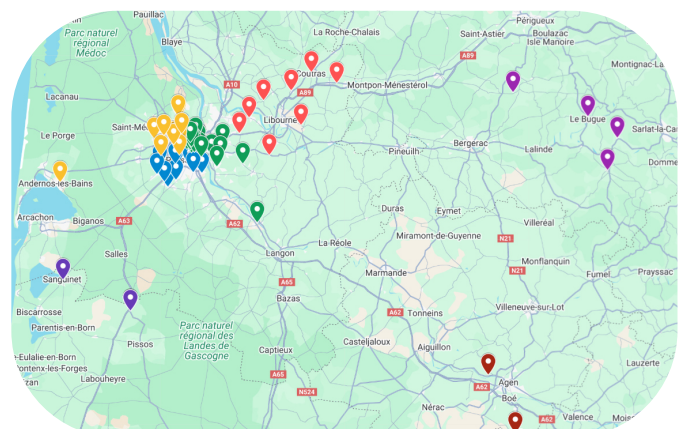 Pauillac
Périgueux
Parc naturel
régional
Médoc
Blaye
La Roche-Chalais
Saint-Astier
Boulazac
Isle Manoire
A89
Montignac-La
Coutras
A10
Montpon-Ménestérol
A89
Lacanau
Le Bugue
Saint-Mé
Libourne
Sarlat-la-Can
Le Porge
Bergerac
Lalinde
Pineuilh
Domme
Andernos-les-Bains
Arcachon
Biganos
A63
A62
Duras
Eymet
Villeréal
Miramont-de-Guyenne
N21
La Réole
Langon
Salles
Monflanquin
N21
Marmande
Fumel
Prayssac
Sanguinet
A65
Bazas
Villeneuve-sur-Lot
Biscarrosse
A62
Tonneins
Parentis-en-Born
Parc naturel
régional des
Landes de
Gascogne
Pissos
Casteljaloux
Aiguillon
Captieux
-Eulalie-en-Born
ontenx-les-Forges
zan
Labouheyre
Lauzerte
A65
N524
A62
Agen
Boé
Nérac
A62
Valence
Mois